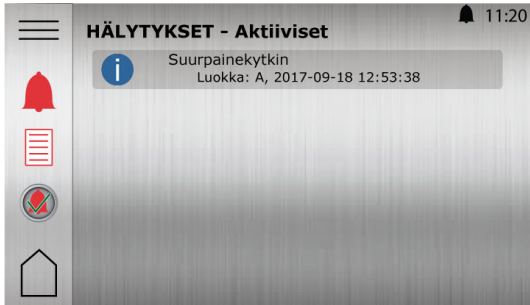 11:20
HÄLYTYKSET - Aktiiviset
Suurpainekytkin
Luokka: A, 2017-09-18 12:53:38